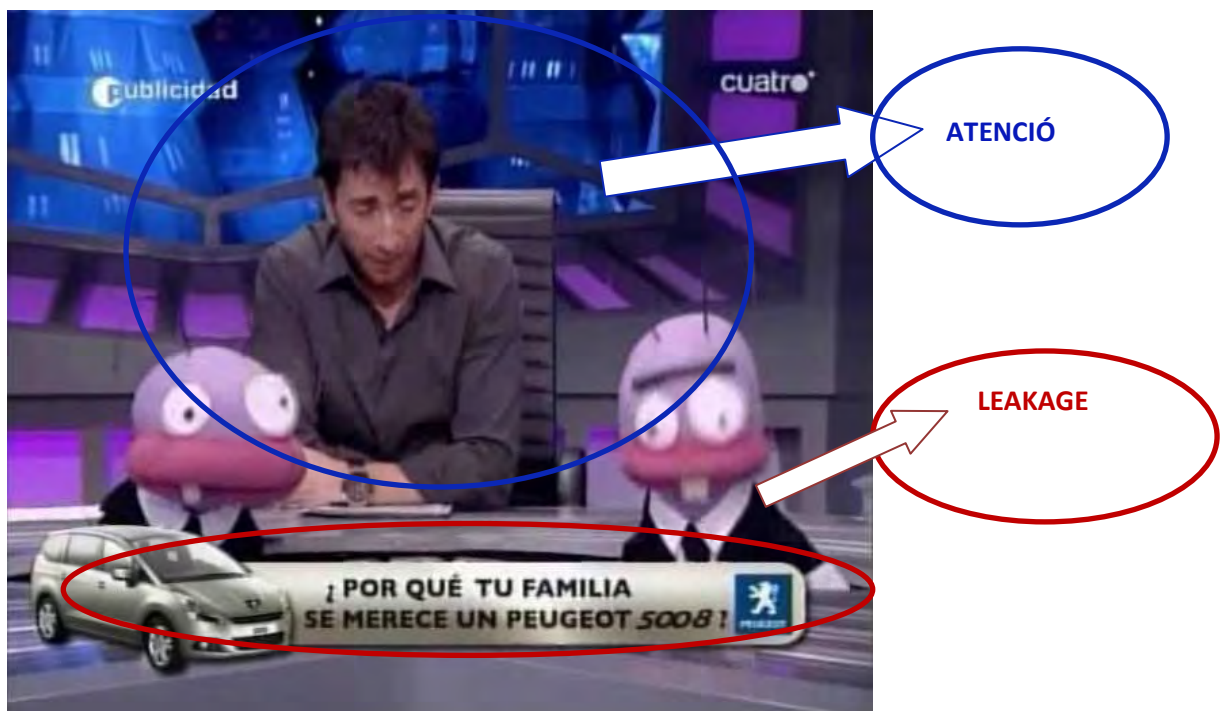 publicidad
cuatro
ATENCIÓ
LEAKAGE
¿POR QUÉ TU FAMILIA
SE MERECE UN PEUGEOT 5008?
PEUGEOT